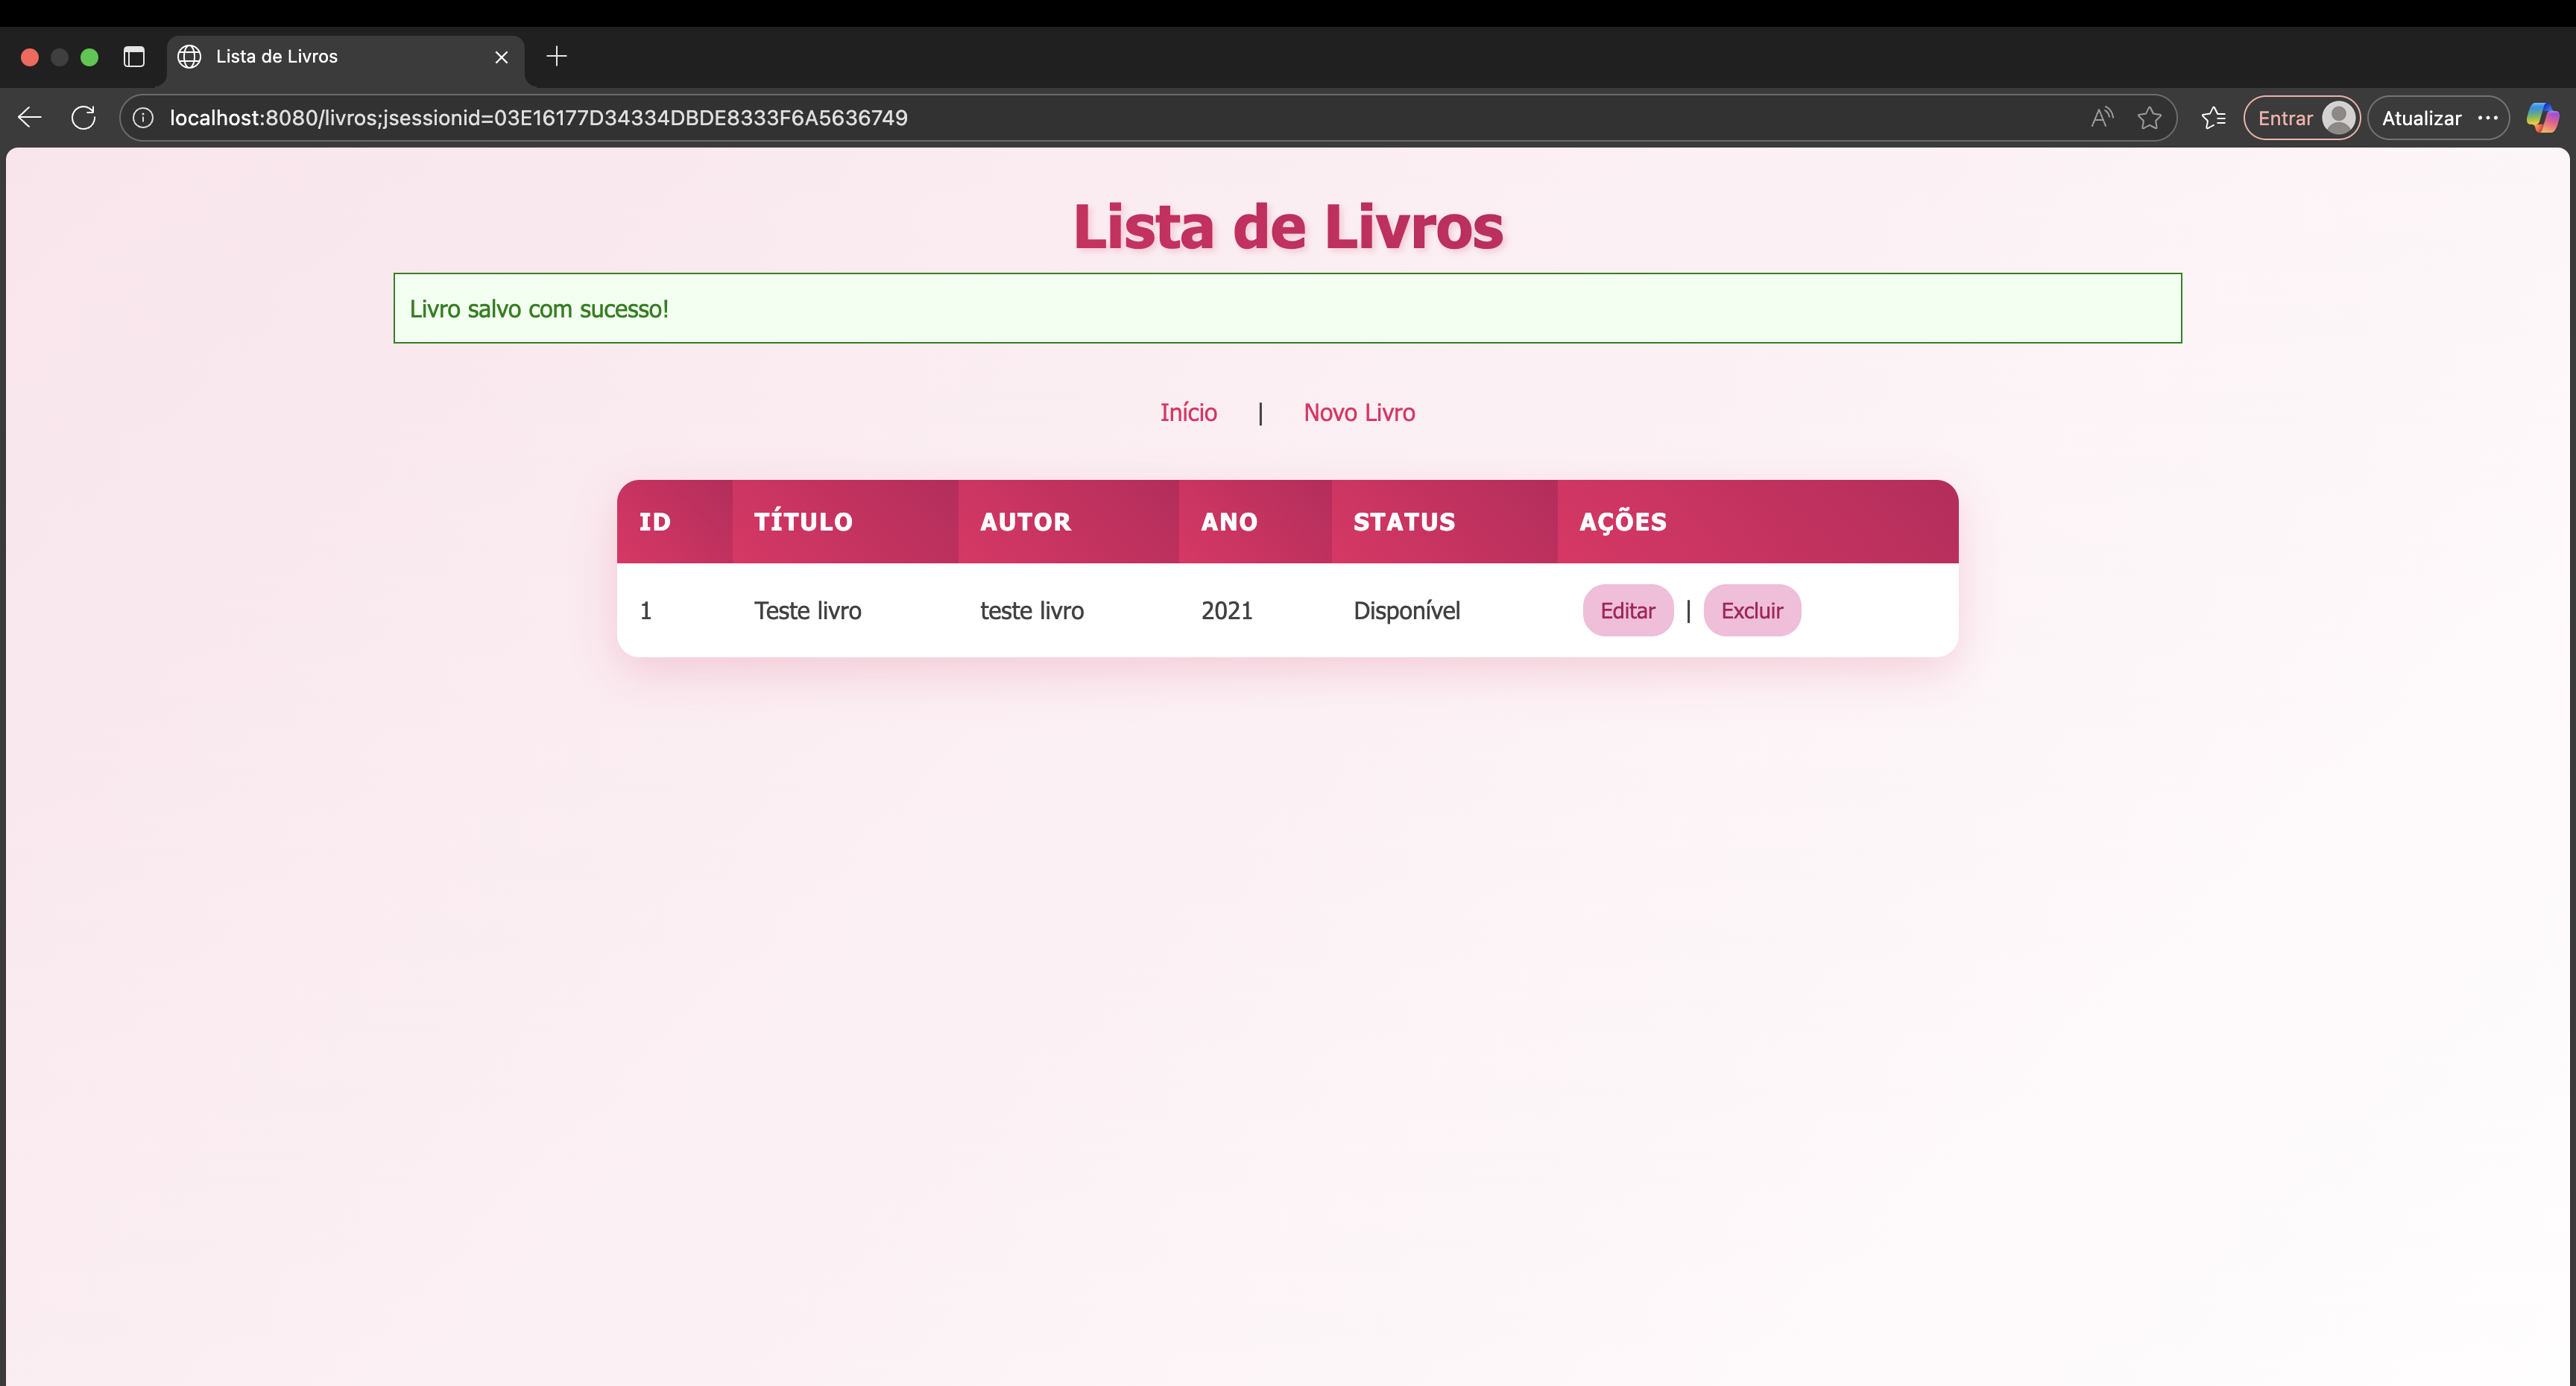 Lista de Livros
localhost:8080/livros;jsessionid=03E16177D34334DBDE8333F6A5636749
Entrar
Atualizar
Lista de Livros
Livro salvo com sucesso!
Início | Novo Livro
ID TÍTULO AUTOR ANO STATUS AÇÕES
1 Teste livro teste livro 2021 Disponível Editar | Excluir